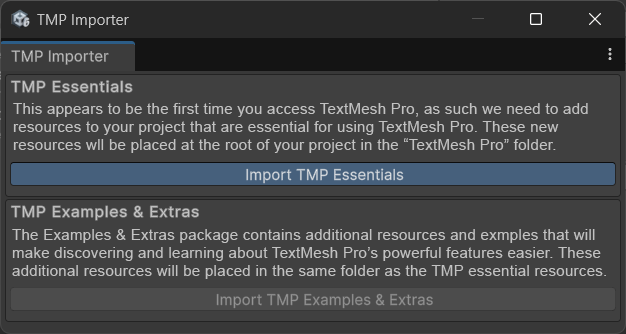 TMP Importer
TMP Importer
TMP Essentials
This appears to be the first time you access TextMesh Pro, as such we need to add
resources to your project that are essential for using TextMesh Pro. These new
resources wll be placed at the root of your project in the “TextMesh Pro” folder.
Import TMP Essentials
TMP Examples & Extras
The Examples & Extras package contains additional resources and exmples that will
make discovering and learning about TextMesh Pro’s powerful features easier. These
additional resources will be placed in the same folder as the TMP essential resources.
Import TMP Examples & Extras